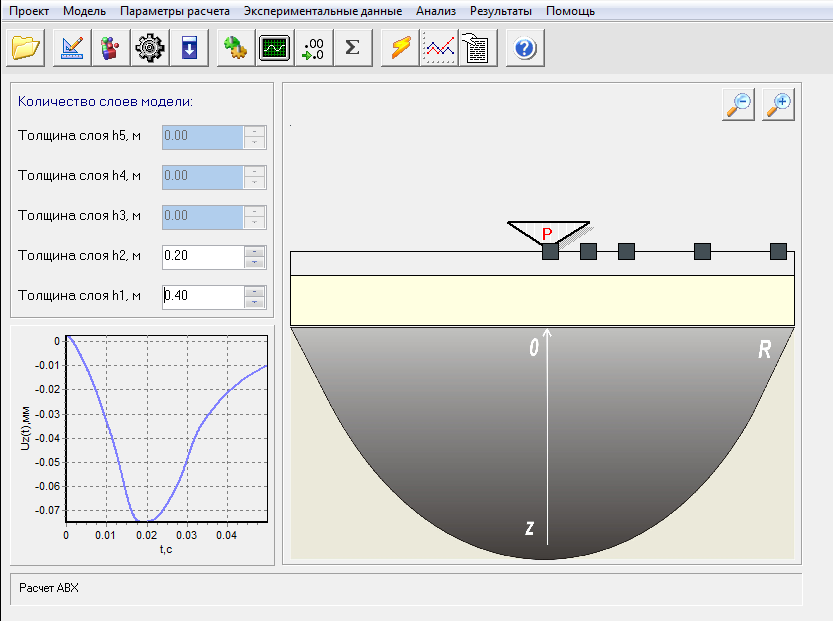 Проект Модель Параметры расчета Экспериментальные данные Анализ Результаты Помощь
.00
→.0
Σ
?
Количество слоев модели:
Толщина слоя h5, м 0.00
Толщина слоя h4, м 0.00
Толщина слоя h3, м 0.00
Толщина слоя h2, м 0.20
Толщина слоя h1, м 0.40
P
0 R
z
Uz(t),мм
0
-0.01
-0.02
-0.03
-0.04
-0.05
-0.06
-0.07
0 0.01 0.02 0.03 0.04
t,c
Расчет АВХ